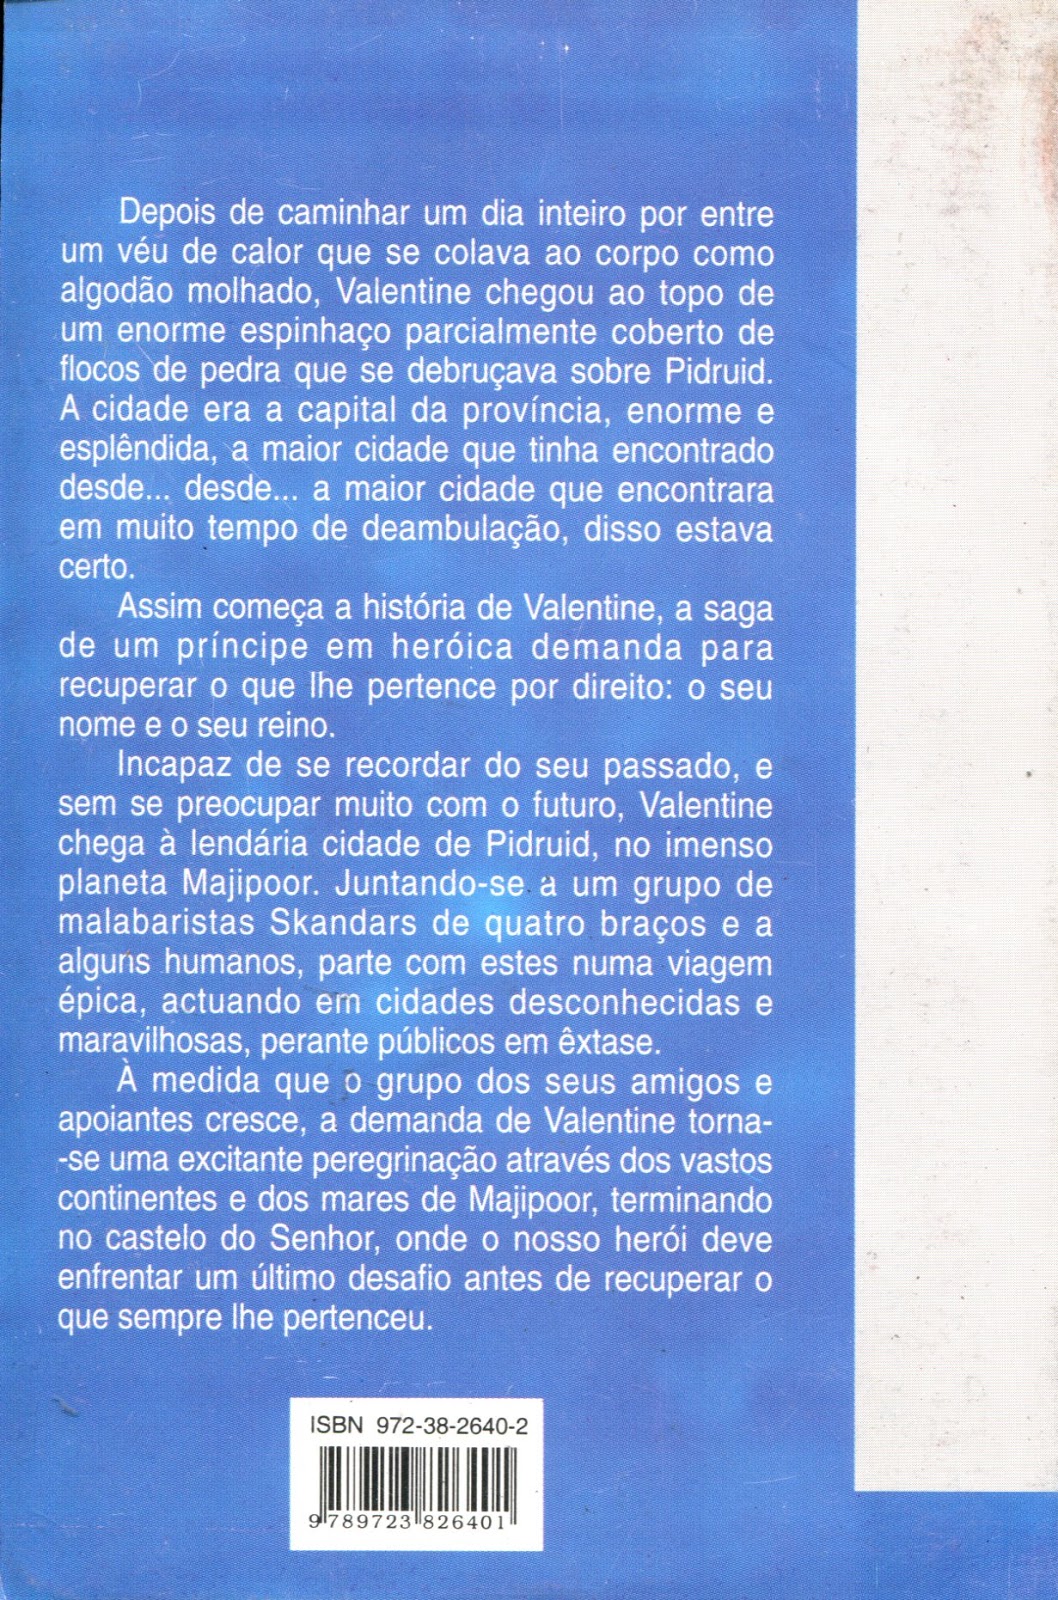 Depois de caminhar um dia inteiro por entre
um véu de calor que se colava ao corpo como
algodão molhado, Valentine chegou ao topo de
um enorme espinhaço parcialmente coberto de
flocos de pedra que se debruçava sobre Pidruid.
A cidade era a capital da província, enorme e
esplêndida, a maior cidade que tinha encontrado
desde... desde... a maior cidade que encontrara
em muito tempo de deambulação, disso estava
certo.
Assim começa a história de Valentine, a saga
de um príncipe em heróica demanda para
recuperar o que lhe pertence por direito: o seu
nome e o seu reino.
Incapaz de se recordar do seu passado, e
sem se preocupar muito com o futuro, Valentine
chega à lendária cidade de Pidruid, no imenso
planeta Majipoor. Juntando-se a um grupo de
malabaristas Skandars de quatro braços e a
alguns humanos, parte com estes numa viagem
épica, actuando em cidades desconhecidas e
maravilhosas, perante públicos em êxtase.
À medida que o grupo dos seus amigos e
apoiantes cresce, a demanda de Valentine torna-
-se uma excitante peregrinação através dos vastos
continentes e dos mares de Majipoor, terminando
no castelo do Senhor, onde o nosso herói deve
enfrentar um último desafio antes de recuperar o
que sempre lhe pertenceu.
ISBN 972-38-2640-2
9 789723 826401